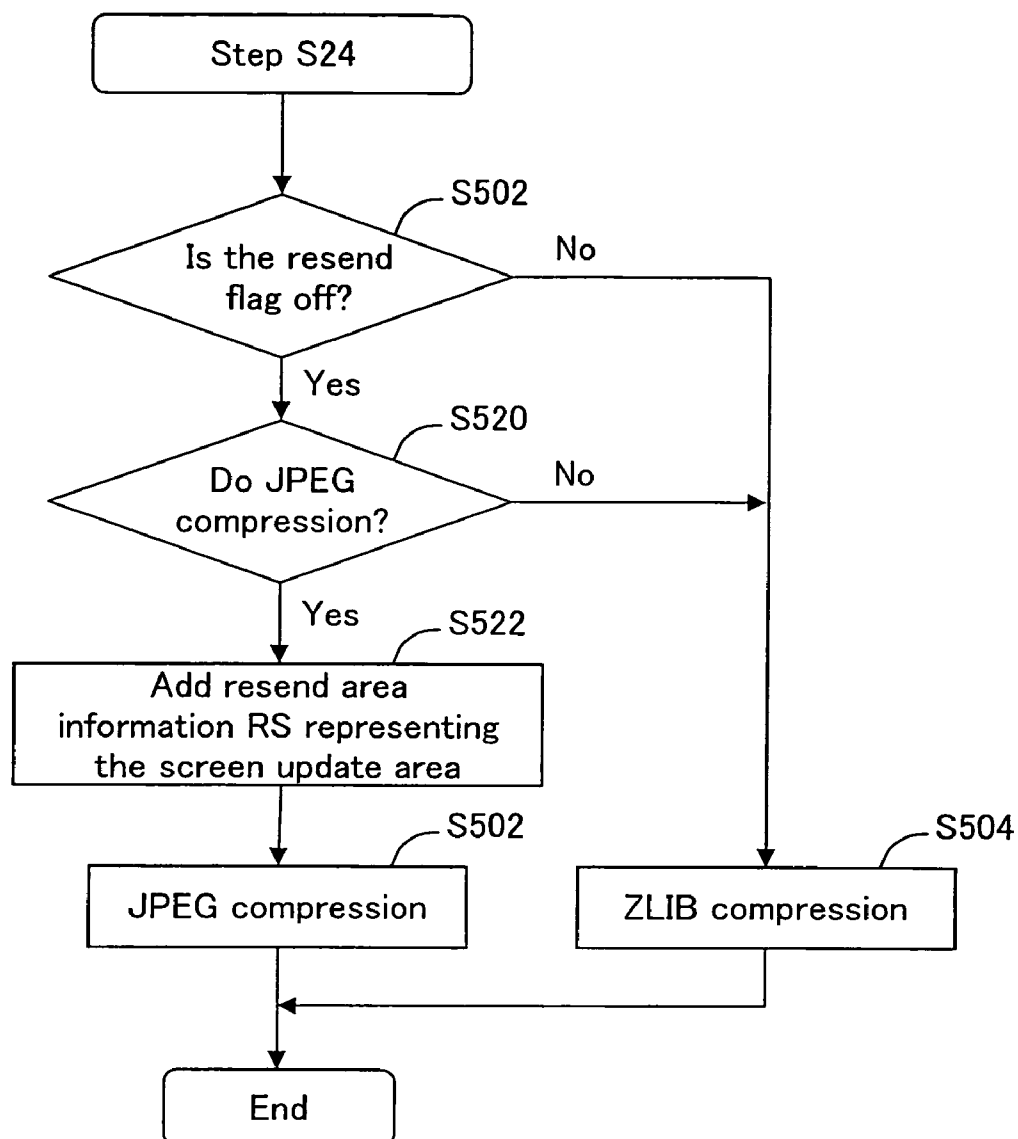 Step S24
S502
Is the resend
flag off?
No
Yes
S520
Do JPEG
compression?
No
Yes
S522
Add resend area
information RS representing
the screen update area
S502
JPEG compression
S504
ZLIB compression
End